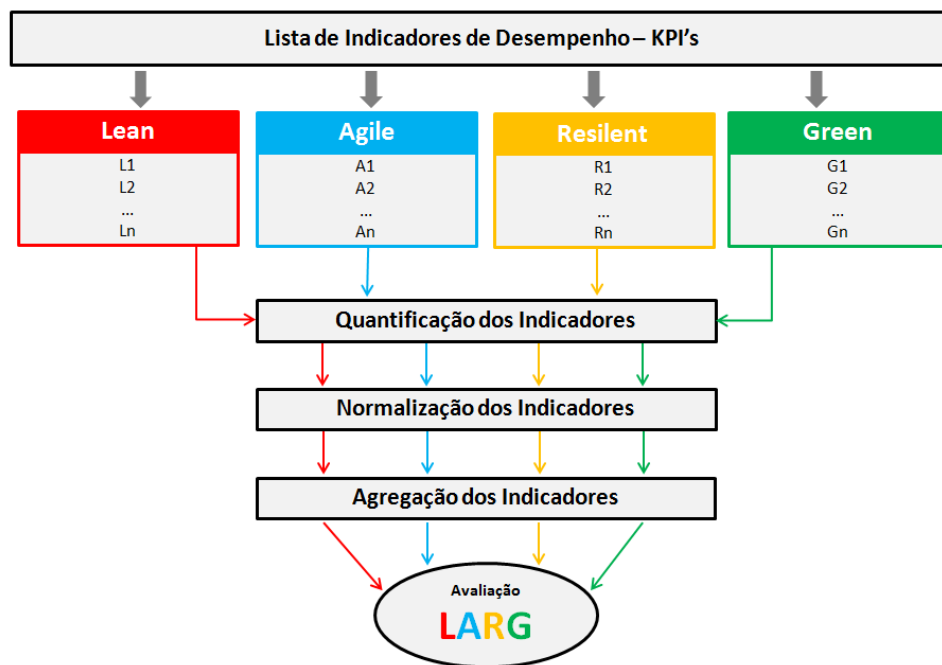 Lista de Indicadores de Desempenho – KPI's
Lean
L1
L2
...
Ln
Agile
A1
A2
...
An
Resilent
R1
R2
...
Rn
Green
G1
G2
...
Gn
Quantificação dos Indicadores
Normalização dos Indicadores
Agregação dos Indicadores
Avaliação
LARG